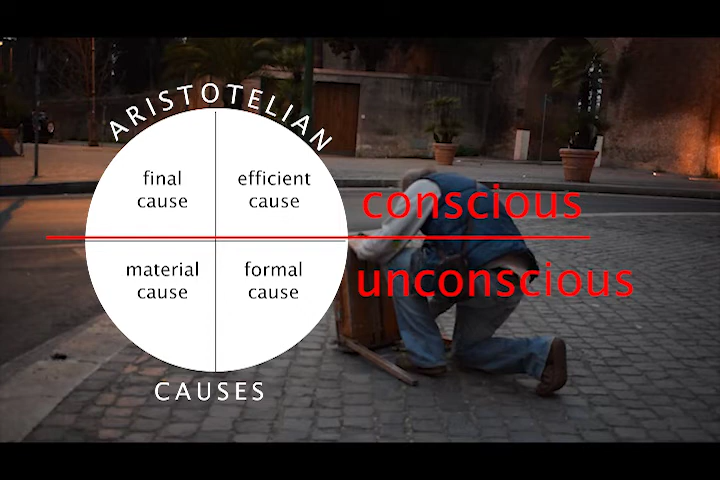 ARISTOTELIAN
final
cause
efficient
cause
conscious
material
cause
formal
cause
unconscious
CAUSES